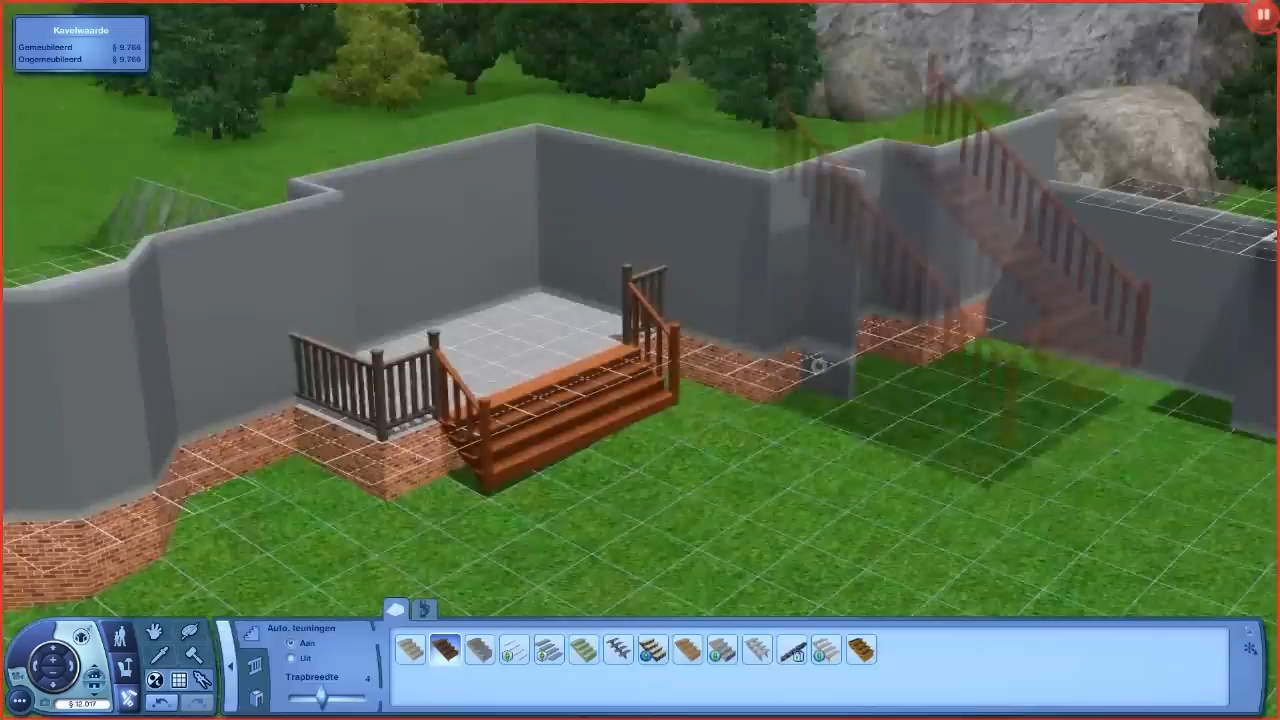 Kavelwaarde
Gemeubileerd § 9.766
Ongemeubileerd § 9.766
Auto. leuningen
Aan
Uit
Trapbreedte 4
§ 12.017